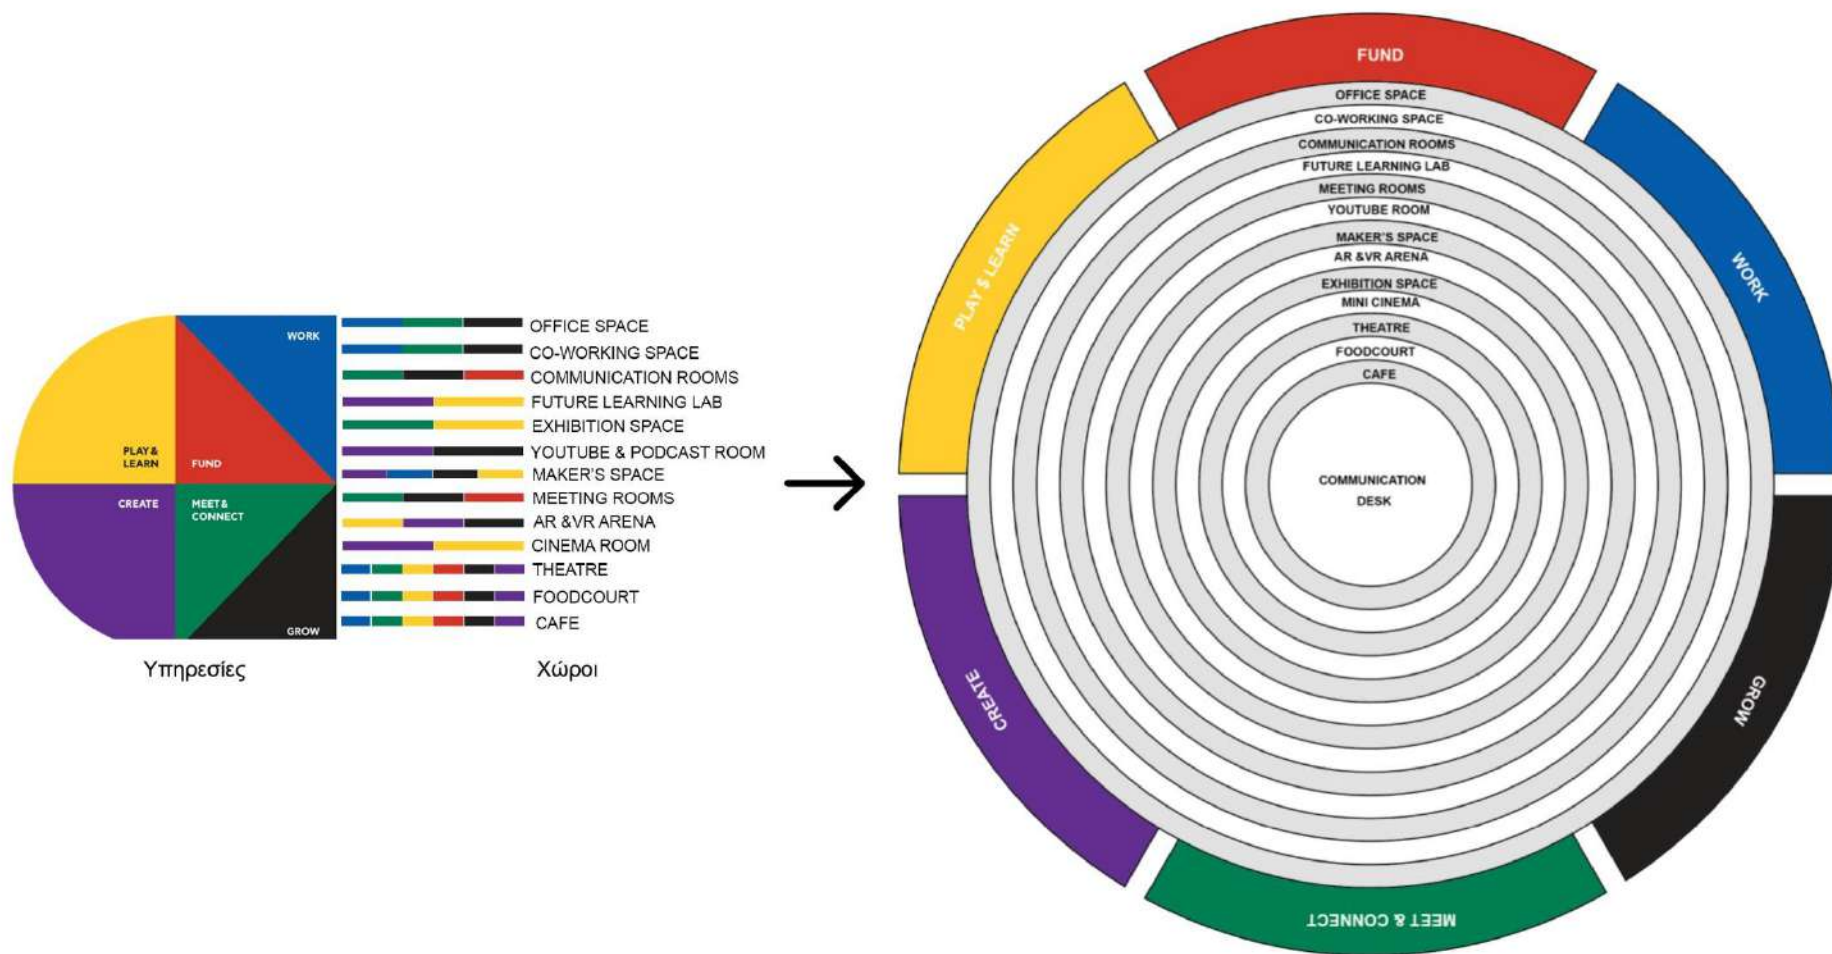 WORK
PLAY &
LEARN
FUND
CREATE
MEET &
CONNECT
GROW
Υπηρεσίες
OFFICE SPACE
CO-WORKING SPACE
COMMUNICATION ROOMS
FUTURE LEARNING LAB
EXHIBITION SPACE
YOUTUBE & PODCAST ROOM
MAKER'S SPACE
MEETING ROOMS
AR &VR ARENA
CINEMA ROOM
THEATRE
FOODCOURT
CAFE
Χώροι
FUND
WORK
GROW
MEET & CONNECT
CREATE
PLAY $ LEARN
OFFICE SPACE
CO-WORKING SPACE
COMMUNICATION ROOMS
FUTURE LEARNING LAB
MEETING ROOMS
YOUTUBE ROOM
MAKER'S SPACE
AR &VR ARENA
EXHIBITION SPACE
MINI CINEMA
THEATRE
FOODCOURT
CAFE
COMMUNICATION
DESK